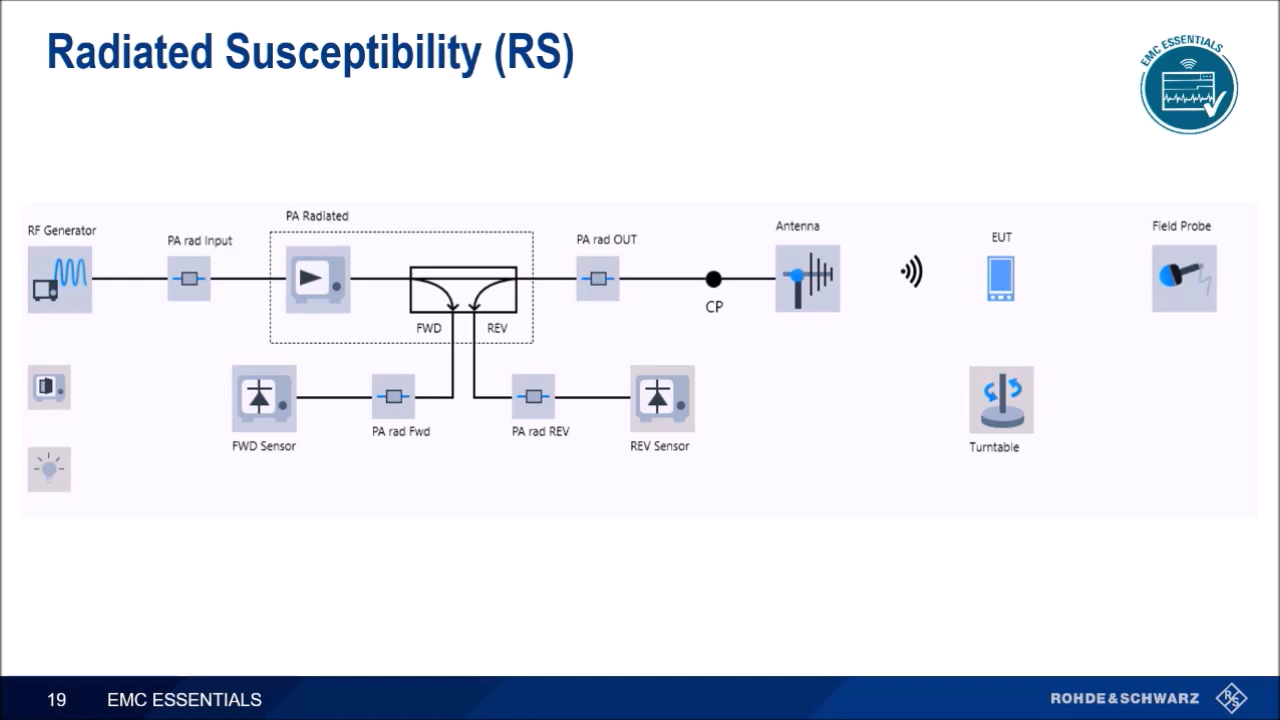 Radiated Susceptibility (RS)
EMC ESSENTIALS
RF Generator
PA rad Input
PA Radiated
FWD
REV
PA rad OUT
CP
Antenna
EUT
Field Probe
FWD Sensor
PA rad Fwd
PA rad REV
REV Sensor
Turntable
19
EMC ESSENTIALS
ROHDE & SCHWARZ
R
S